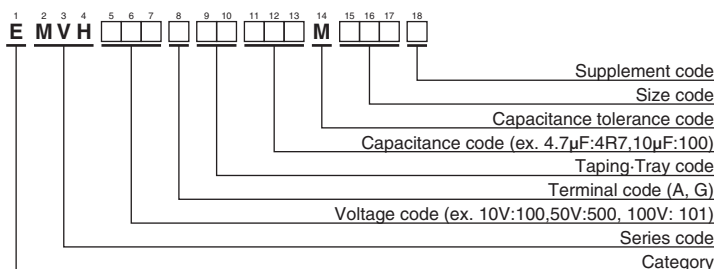 1 2 3 4 5 6 7 8 9 10 11 12 13 14 15 16 17 18
E M V H □□□ □ □□ □□□ M □□□ □
Supplement code
Size code
Capacitance tolerance code
Capacitance code (ex. 4.7µF:4R7,10µF:100)
Taping·Tray code
Terminal code (A, G)
Voltage code (ex. 10V:100,50V:500, 100V: 101)
Series code
Category